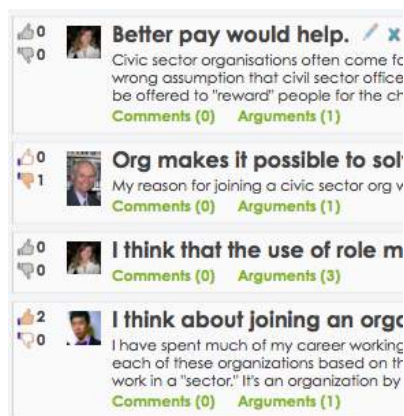 0
0
Better pay would help.
Civic sector organisations often come fo
wrong assumption that civil sector office
be offered to "reward" people for the ch
Comments (0) Arguments (1)
0
1
Org makes it possible to sol
My reason for joining a civic sector org w
Comments (0) Arguments (1)
0
0
I think that the use of role m
Comments (0) Arguments (3)
2
0
I think about joining an orga
I have spent much of my career working
each of these organizations based on th
work in a "sector." It's an organization by
Comments (0) Arguments (1)